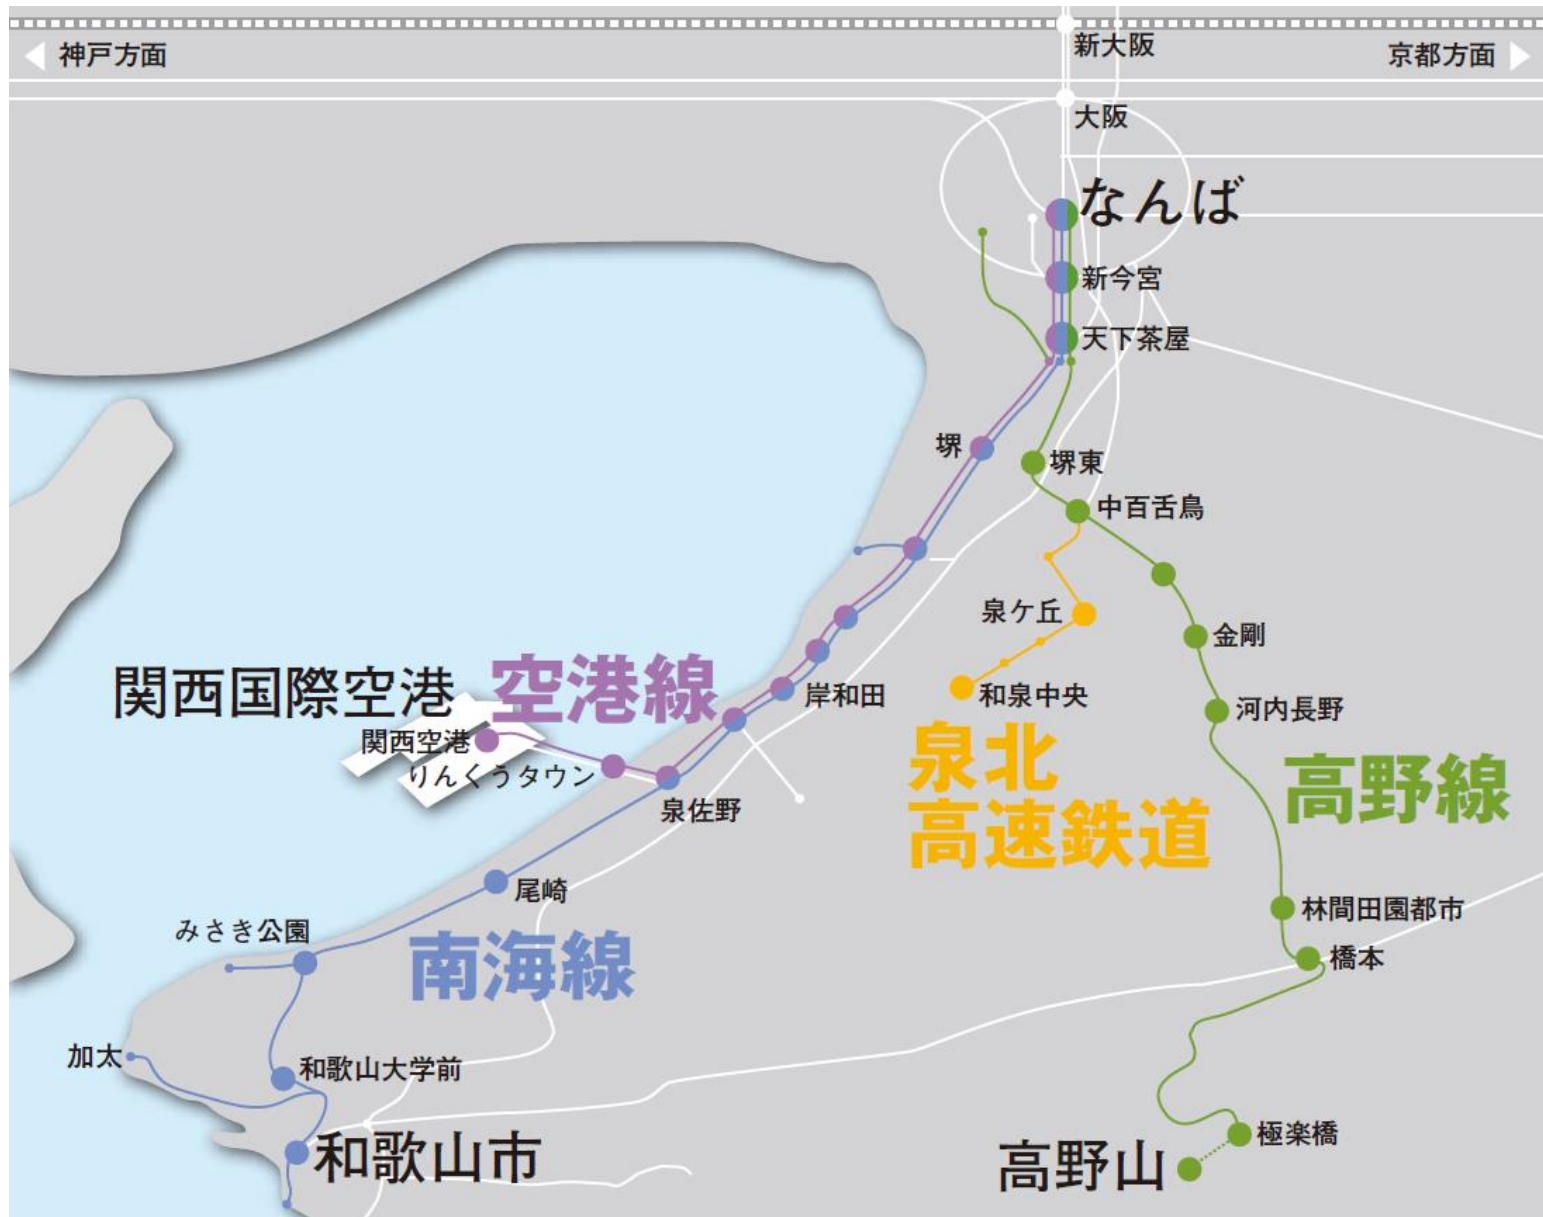 新大阪
神戸方面
京都方面
大阪
なんば
新今宮
天下茶屋
堺
堺東
中百舌鳥
泉ケ丘
金剛
関西国際空港
空港線
岸和田
和泉中央
河内長野
関西空港
りんくうタウン
泉佐野
泉北
高速鉄道
高野線
尾崎
林間田園都市
みさき公園
南海線
橋本
加太
和歌山大学前
極楽橋
和歌山市
高野山